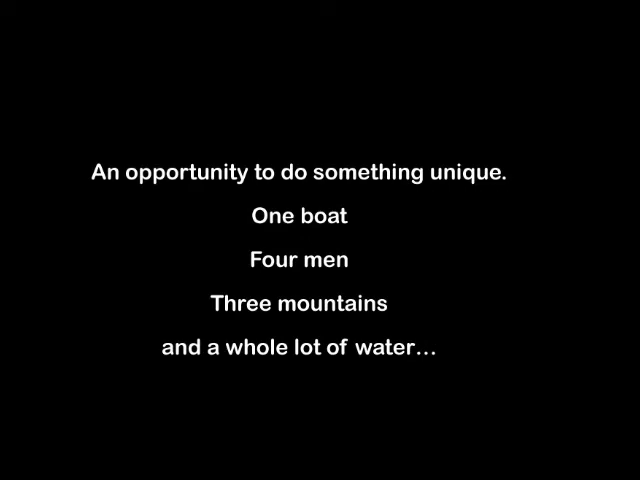 An opportunity to do something unique.
One boat
Four men
Three mountains
and a whole lot of water…